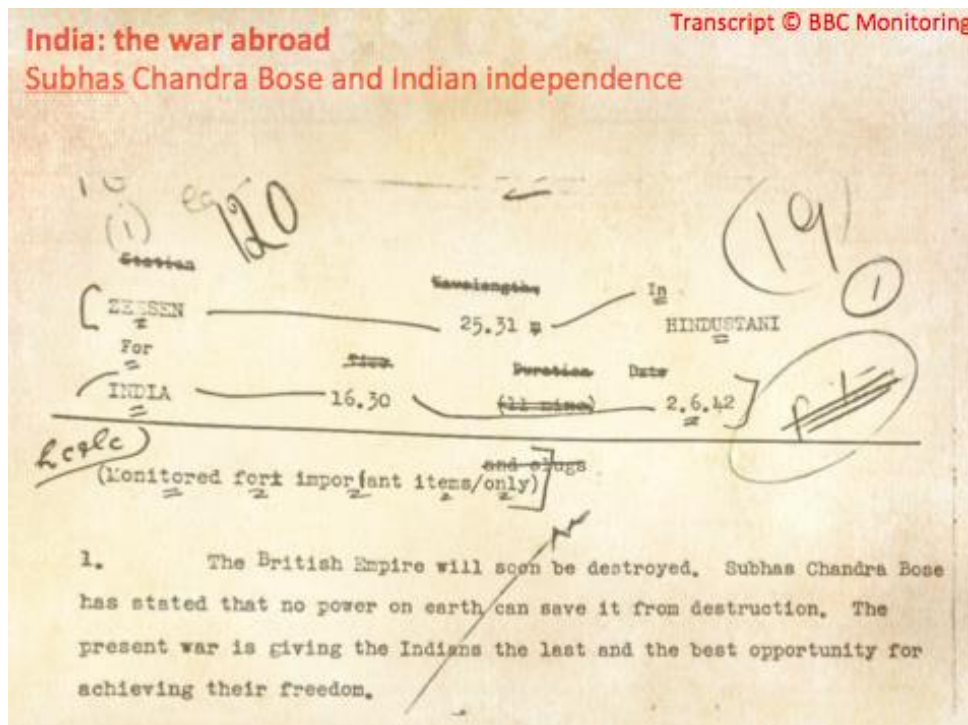 Transcript © BBC Monitoring
India: the war abroad
Subhas Chandra Bose and Indian independence
(i) 120 (19)
Station
Wavelengths In 1
ZEESEN 25.31 m HINDUSTANI
For Time Duration Date
INDIA 16.30 (11 mins) 2.6.42
and slugs
(Monitored fort important items/only)
1. The British Empire will soon be destroyed. Subhas Chandra Bose
has stated that no power on earth can save it from destruction. The
present war is giving the Indians the last and the best opportunity for
achieving their freedom.